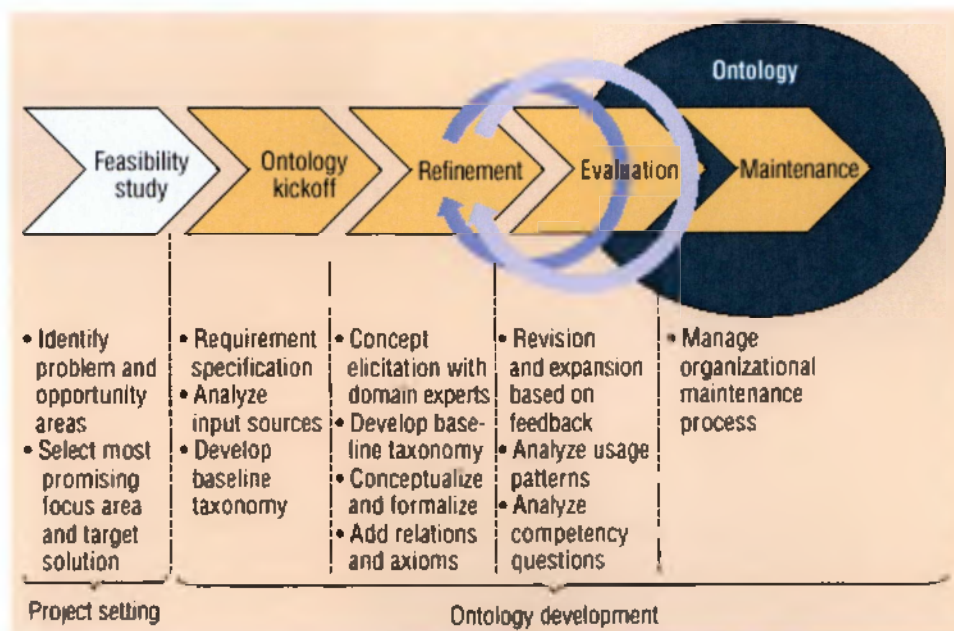 Ontology
Feasibility
study
Ontology
kickoff
Refinement
Evaluation
Maintenance
• Identify
problem and
opportunity
areas
• Select most
promising
focus area
and target
solution
• Requirement
specification
• Analyze
input sources
• Develop
baseline
taxonomy
• Concept
elicitation with
domain experts
• Develop base-
line taxonomy
• Conceptualize
and formalize
• Add relations
and axioms
• Revision
and expansion
based on
feedback
• Analyze usage
patterns
• Analyze
competency
questions
• Manage
organizational
maintenance
process
Project setting
Ontology development